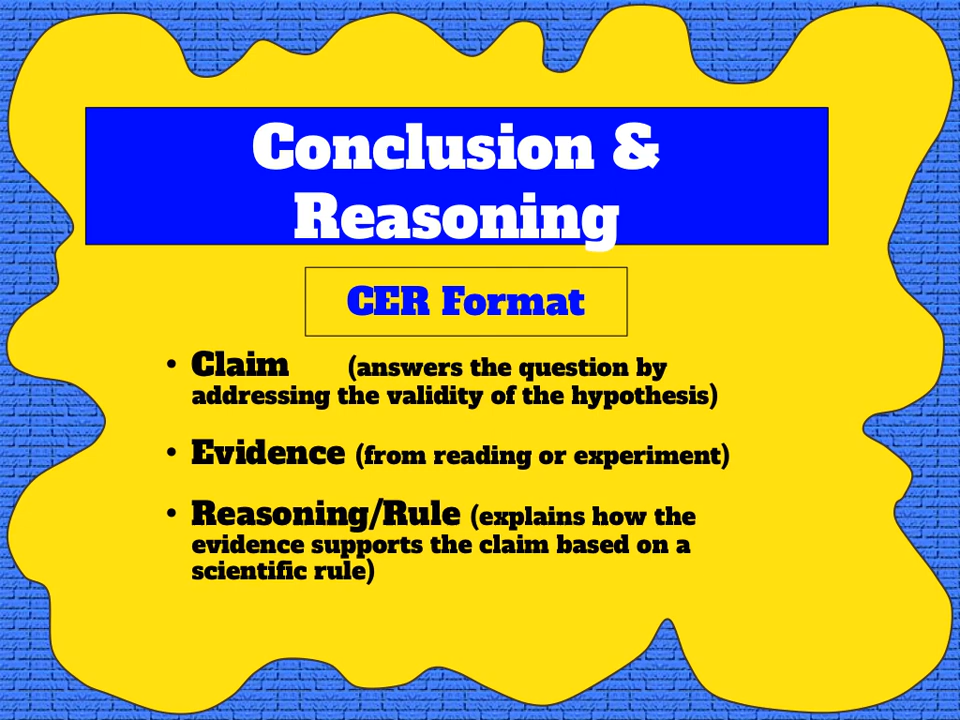 Conclusion &
Reasoning
CER Format
• Claim (answers the question by
addressing the validity of the hypothesis)
• Evidence (from reading or experiment)
• Reasoning/Rule (explains how the
evidence supports the claim based on a
scientific rule)